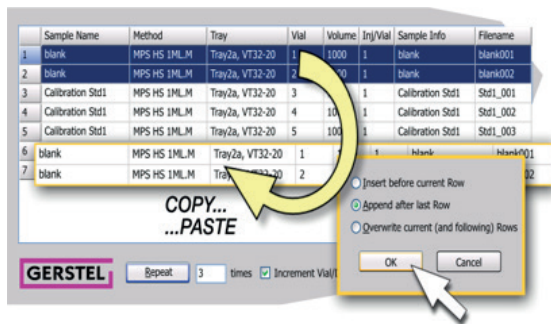 Sample Name Method Tray Vial Volume Inj/Vial Sample Info Filename
1 blank MPS HS 1ML.M Tray2a, VT32-20 1 1000 1 blank blank001
2 blank MPS HS 1ML.M Tray2a, VT32-20 2 1 blank blank002
3 Calibration Std1 MPS HS 1ML.M Tray2a, VT32-20 3 1 Calibration Std1 Std1_001
4 Calibration Std1 MPS HS 1ML.M Tray2a, VT32-20 4 1 Calibration Std1 Std1_002
5 Calibration Std1 MPS HS 1ML.M Tray2a, VT32-20 5 1 Calibration Std1 Std1_003
6 blank MPS HS 1ML.M Tray2a, VT32-20 1 1 blank blank001
7 blank MPS HS 1ML.M 2
Insert before current Row
Append after last Row
Overwrite current (and following) Rows
OK Cancel
COPY...
...PASTE
GERSTEL Repeat 3 times Increment